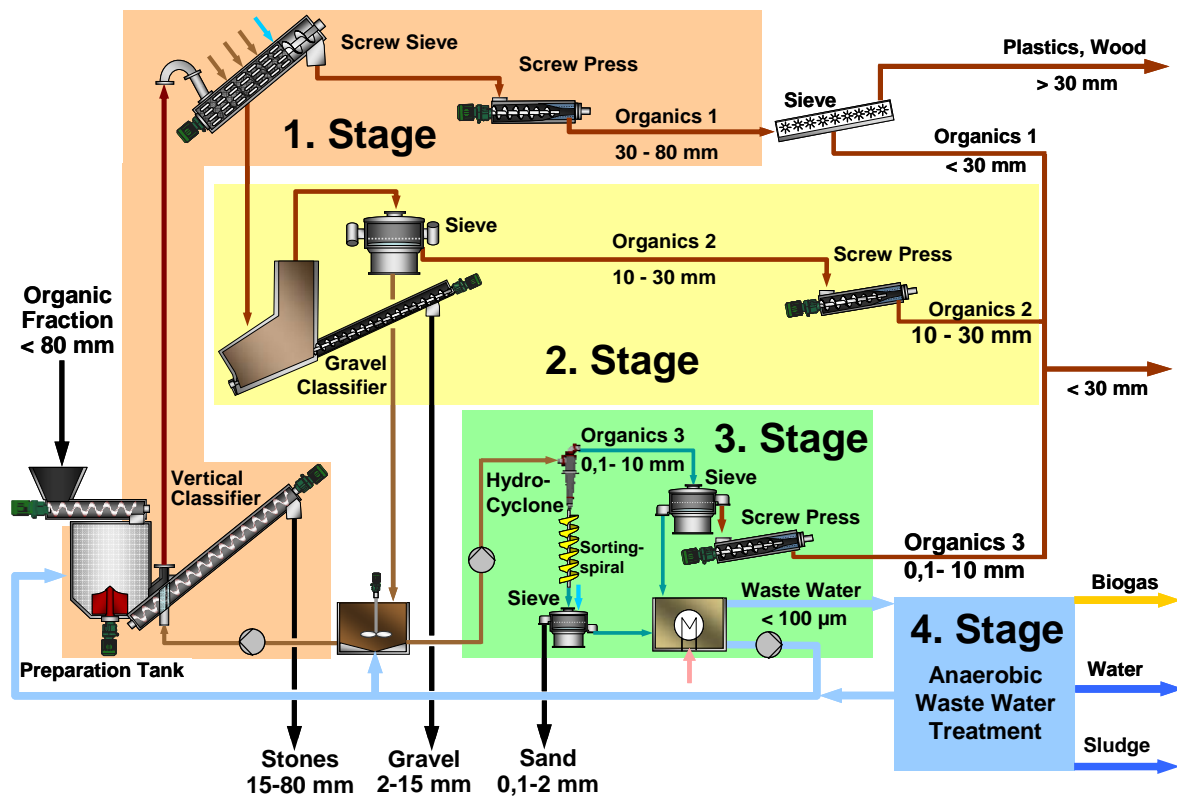 Screw Sieve
Screw Press
1. Stage
Organics 1
30 - 80 mm
Plastics, Wood
> 30 mm
Sieve
Organics 1
< 30 mm
Sieve
Organics 2
10 - 30 mm
Screw Press
Organics 2
10 - 30 mm
Gravel
Classifier
2. Stage
< 30 mm
Organic
Fraction
< 80 mm
Vertical
Classifier
Preparation Tank
3. Stage
Organics 3
0,1- 10 mm
Hydro-
Cyclone
Sieve
Screw Press
Sorting-
spiral
Sieve
Organics 3
0,1- 10 mm
Waste Water
< 100 µm
M
4. Stage
Anaerobic
Waste Water
Treatment
Biogas
Water
Sludge
Stones
15-80 mm
Gravel
2-15 mm
Sand
0,1-2 mm